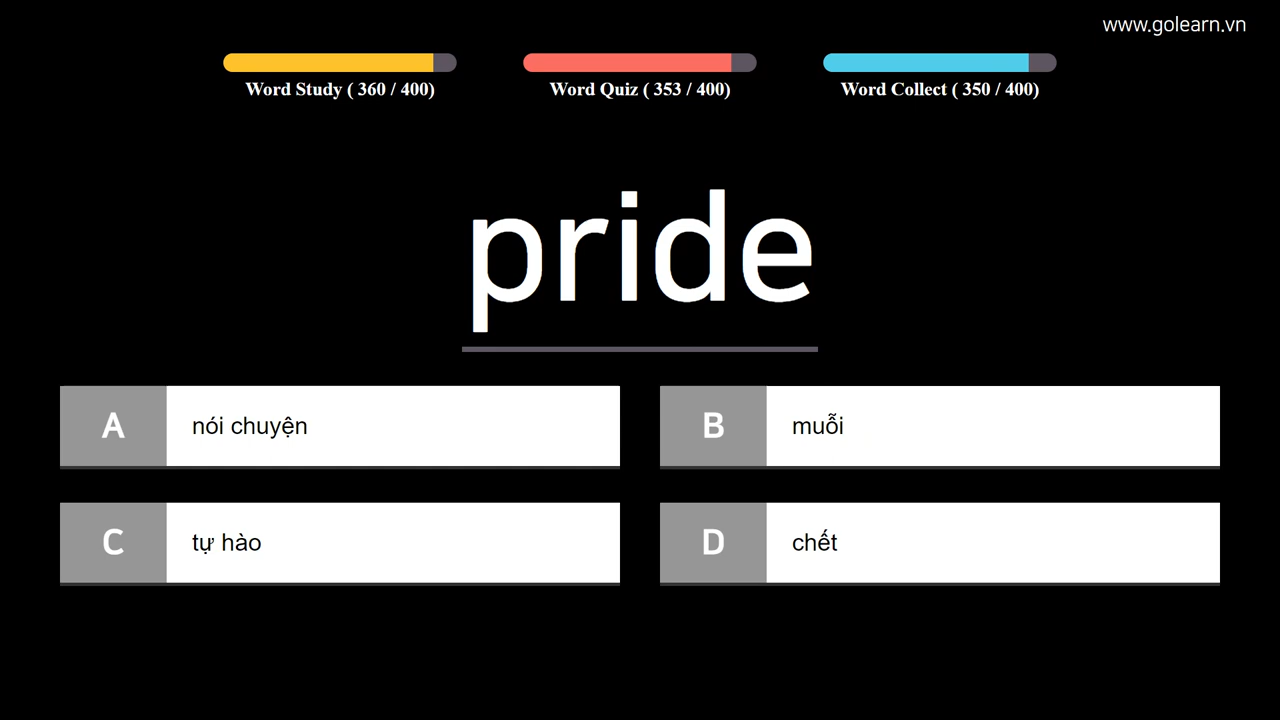 www.golearn.vn
Word Study ( 360 / 400)
Word Quiz ( 353 / 400)
Word Collect ( 350 / 400)
pride
A nói chuyện
B muỗi
C tự hào
D chết